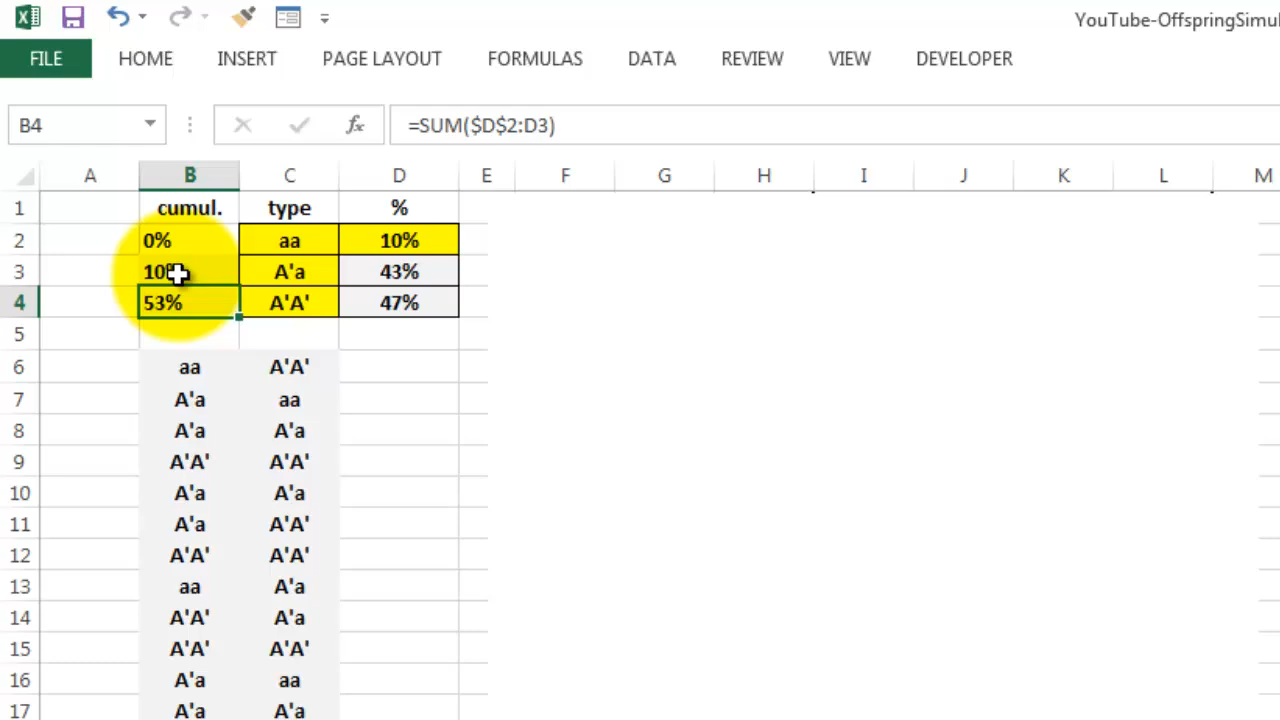 YouTube-OffspringSimul
FILE HOME INSERT PAGE LAYOUT FORMULAS DATA REVIEW VIEW DEVELOPER
B4 fx =SUM($D$2:D3)
A B C D E F G H I J K L M
1 cumul. type %
2 0% aa 10%
3 10% A'a 43%
4 53% A'A' 47%
5
6 aa A'A'
7 A'a aa
8 A'a A'a
9 A'A' A'A'
10 A'a A'a
11 A'a A'A'
12 A'A' A'A'
13 aa A'a
14 A'A' A'a
15 A'A' A'A'
16 A'a aa
17 A'a A'a